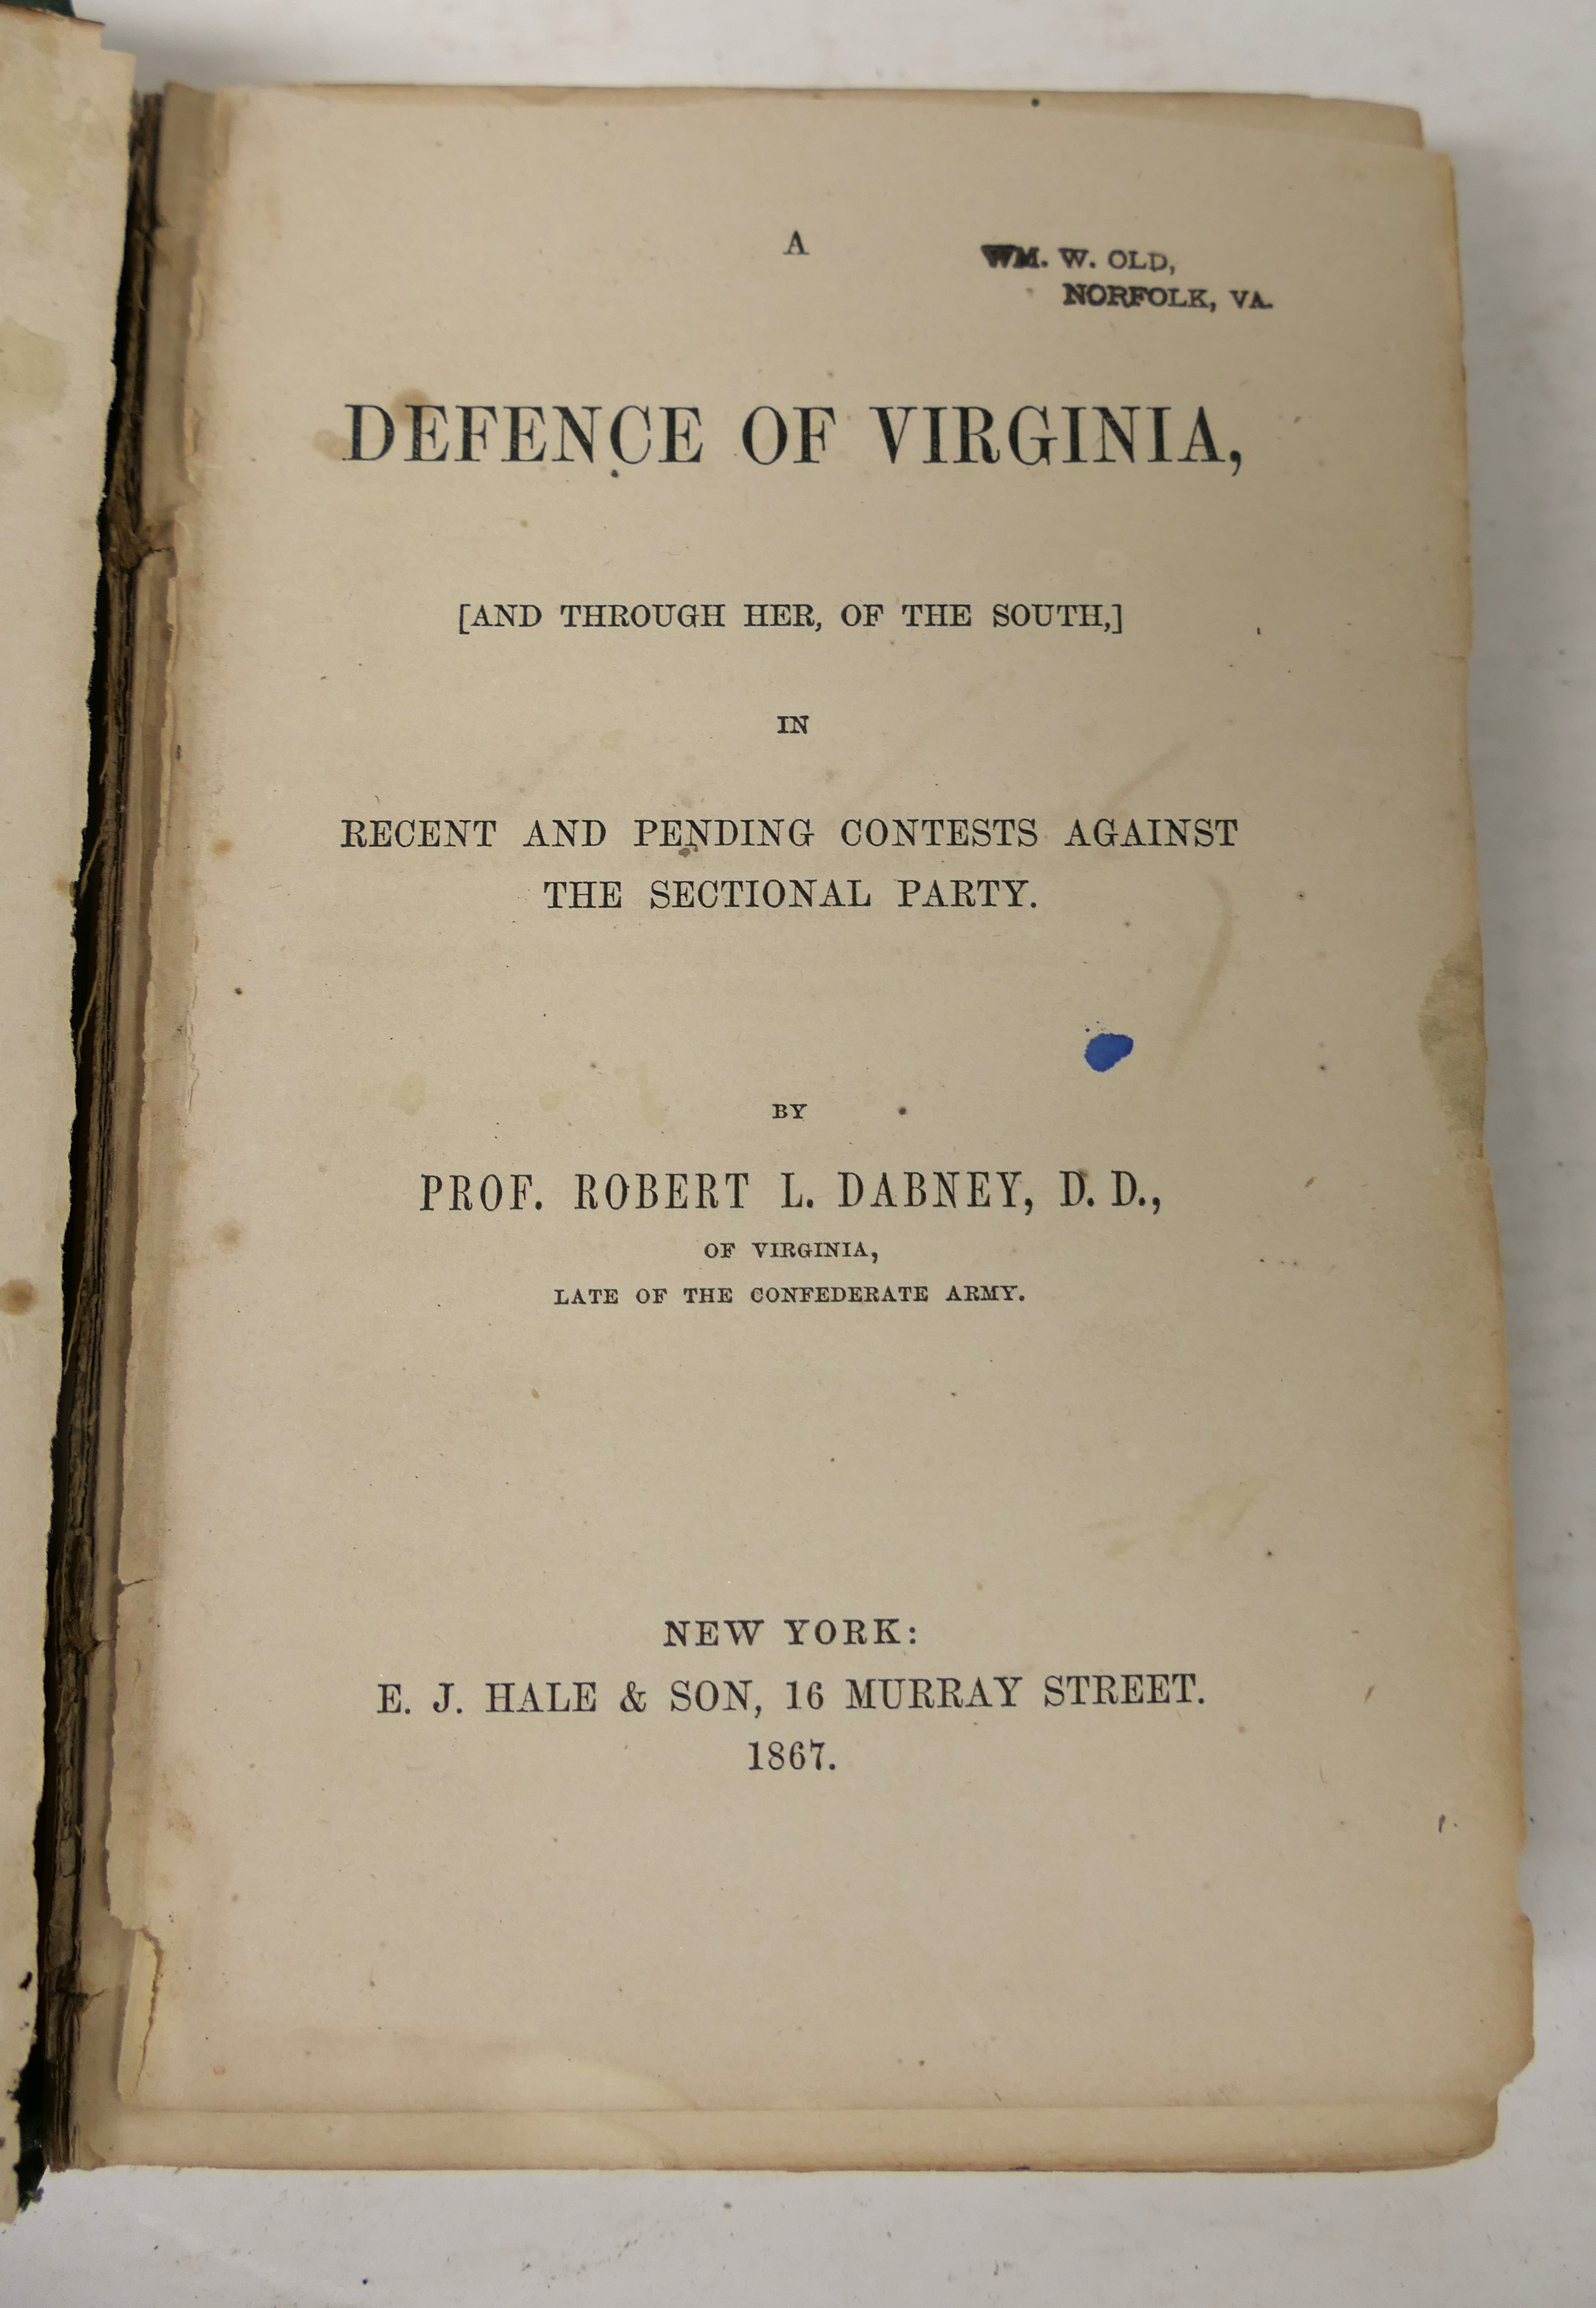 A
WM. W. OLD,
NORFOLK, VA.
DEFENCE OF VIRGINIA,
[AND THROUGH HER, OF THE SOUTH,]
IN
RECENT AND PENDING CONTESTS AGAINST
THE SECTIONAL PARTY.
BY
PROF. ROBERT L. DABNEY, D. D.,
OF VIRGINIA,
LATE OF THE CONFEDERATE ARMY.
NEW YORK:
E. J. HALE & SON, 16 MURRAY STREET.
1867.